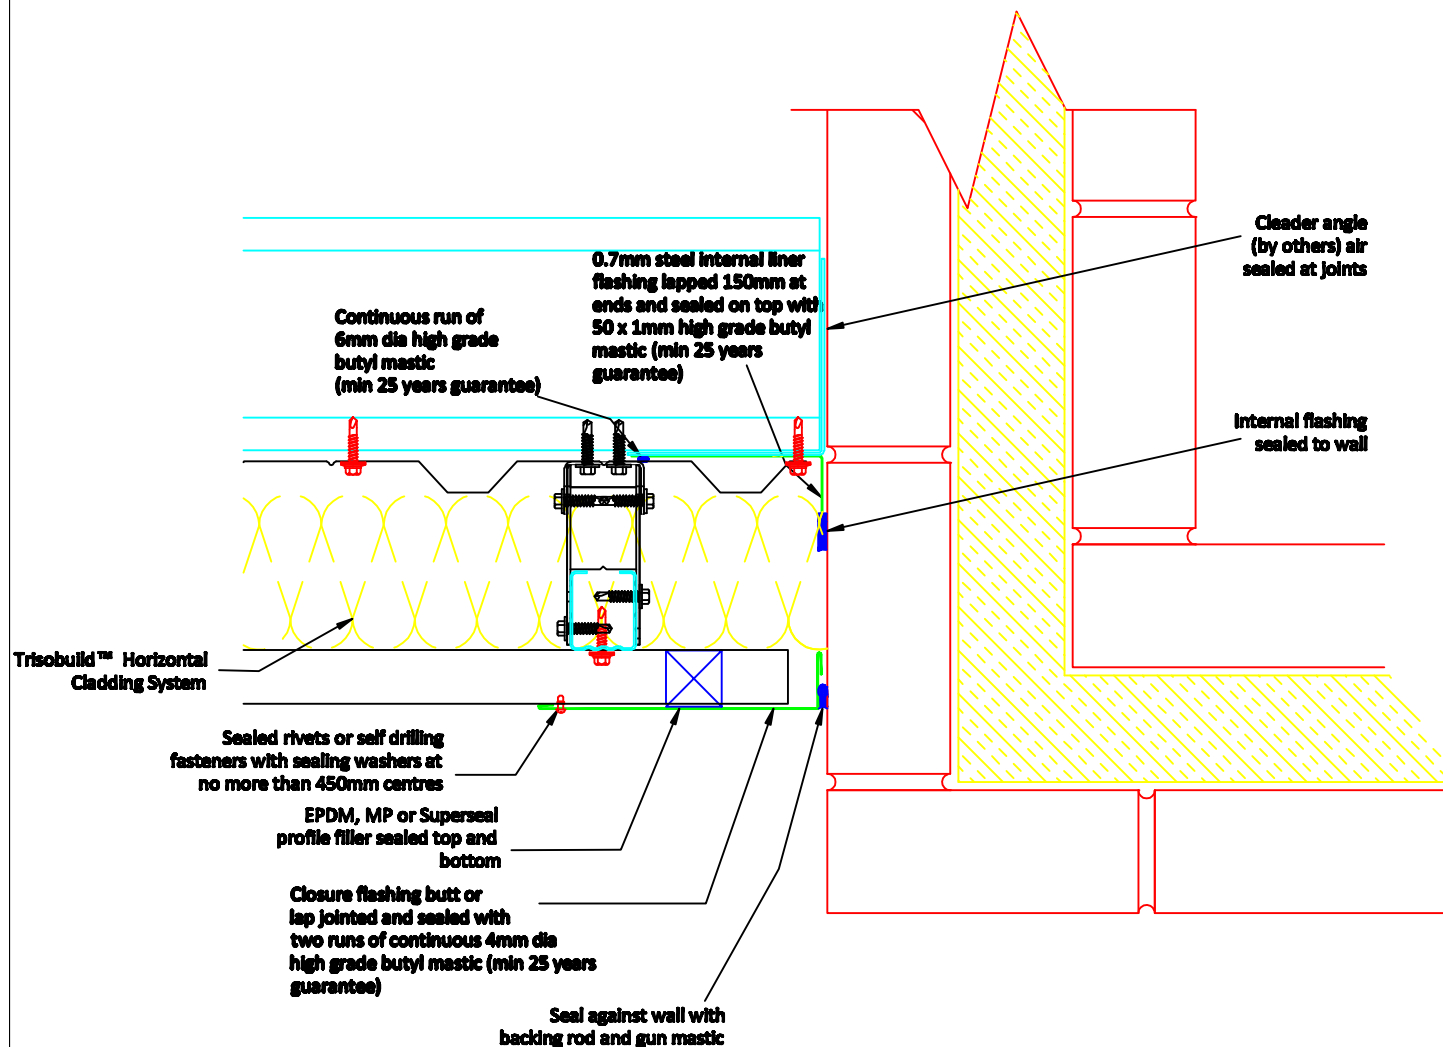 Cleader angle
(by others) air
sealed at joints
0.7mm steel internal liner
flashing lapped 150mm at
ends and sealed on top with
50 x 1mm high grade butyl
mastic (min 25 years
guarantee)
Continuous run of
6mm dia high grade
butyl mastic
(min 25 years guarantee)
Internal flashing
sealed to wall
Trisobuild™ Horizontal
Cladding System
Sealed rivets or self drilling
fasteners with sealing washers at
no more than 450mm centres
EPDM, MP or Superseal
profile filler sealed top and
bottom
Closure flashing butt or
lap jointed and sealed with
two runs of continuous 4mm dia
high grade butyl mastic (min 25 years
guarantee)
Seal against wall with
backing rod and gun mastic